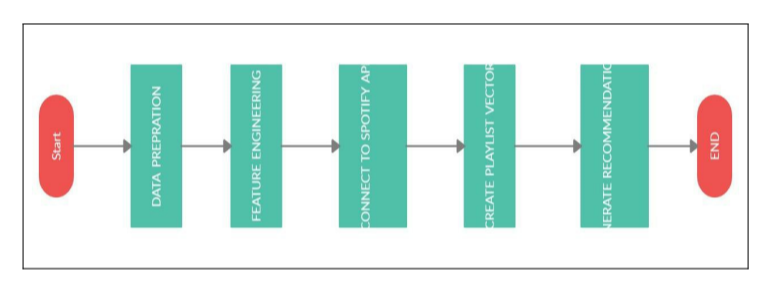 Start
DATA PREPRATION
FEATURE ENGINEERING
CONNECT TO SPOTIFY AP
CREATE PLAYLIST VECTOR
NERATE RECOMMENDATIO
END